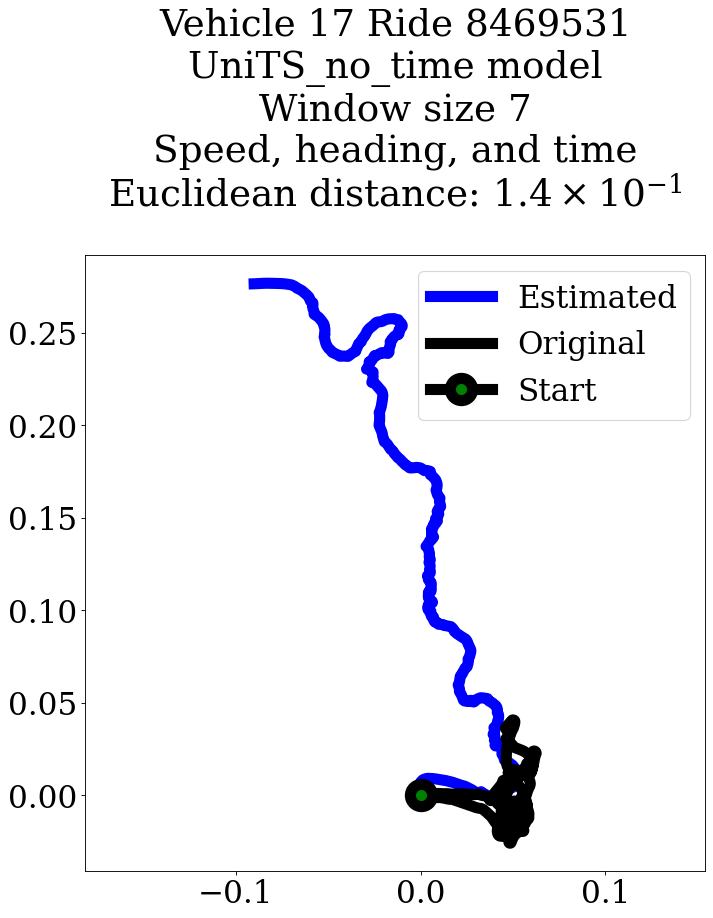 Vehicle 17 Ride 8469531
UniTS_no_time model
Window size 7
Speed, heading, and time
Euclidean distance: 1.4 × 10⁻¹
Estimated
Original
Start
0.25
0.20
0.15
0.10
0.05
0.00
−0.1 0.0 0.1